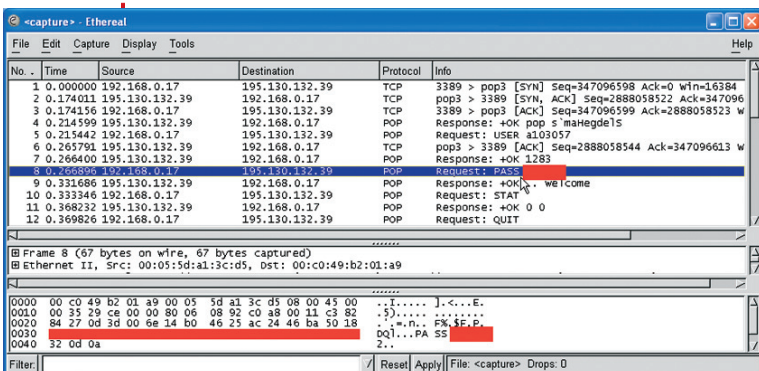 <capture> - Ethereal
File Edit Capture Display Tools Help
No. . Time Source Destination Protocol Info
1 0.000000 192.168.0.17 195.130.132.39 TCP 3389 > pop3 [SYN] Seq=347096598 Ack=0 Win=16384
2 0.174011 195.130.132.39 192.168.0.17 TCP pop3 > 3389 [SYN, ACK] Seq=2888058522 Ack=347096
3 0.174156 192.168.0.17 195.130.132.39 TCP 3389 > pop3 [ACK] Seq=347096599 Ack=2888058523 W
4 0.214599 195.130.132.39 192.168.0.17 POP Response: +OK pop s`maHegdelS
5 0.215442 192.168.0.17 195.130.132.39 POP Request: USER a103057
6 0.265791 195.130.132.39 192.168.0.17 TCP pop3 > 3389 [ACK] Seq=2888058544 Ack=347096613 W
7 0.266400 195.130.132.39 192.168.0.17 POP Response: +OK 1283
8 0.266896 192.168.0.17 195.130.132.39 POP Request: PASS
9 0.331686 195.130.132.39 192.168.0.17 POP Response: +OK .. welcome
10 0.333346 192.168.0.17 195.130.132.39 POP Request: STAT
11 0.368232 195.130.132.39 192.168.0.17 POP Response: +OK 0 0
12 0.369826 192.168.0.17 195.130.132.39 POP Request: QUIT
Frame 8 (67 bytes on wire, 67 bytes captured)
Ethernet II, Src: 00:05:5d:a1:3c:d5, Dst: 00:c0:49:b2:01:a9
0000 00 c0 49 b2 01 a9 00 05 5d a1 3c d5 08 00 45 00 ..I..... ].<...E.
0010 00 35 29 ce 00 00 80 06 08 92 c0 a8 00 11 c3 82 .5)..... ........
0020 84 27 0d 3d 00 6e 14 b0 46 25 ac 24 46 ba 50 18 .'.=.n.. F%.$F.P.
0030 DQl...PA SS
0040 32 0d 0a 2..
Filter: Reset Apply File: <capture> Drops: 0